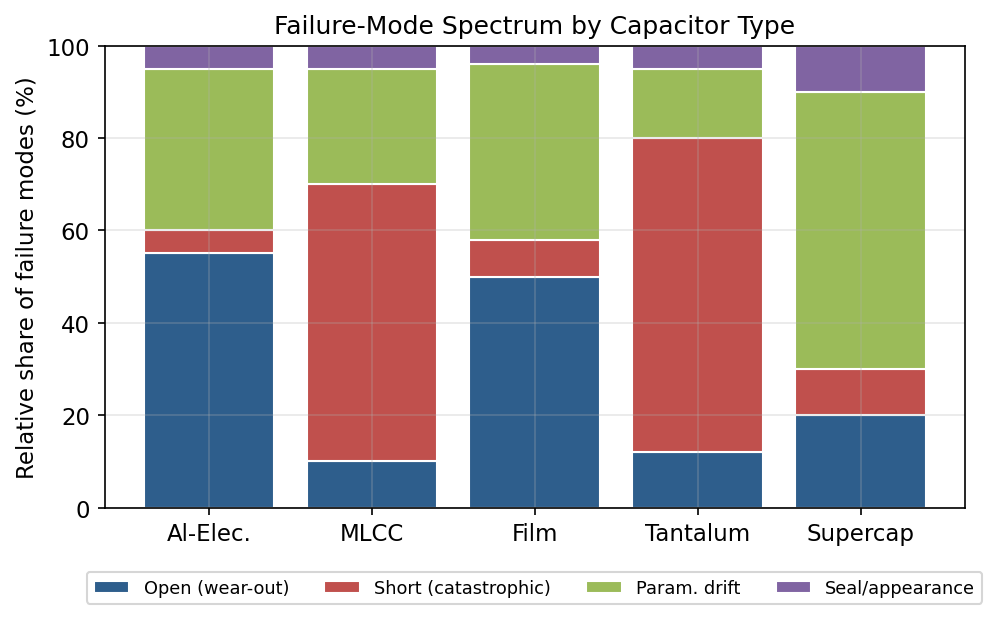 Failure-Mode Spectrum by Capacitor Type
Relative share of failure modes (%)
100
80
60
40
20
0
Al-Elec. MLCC Film Tantalum Supercap
Open (wear-out) Short (catastrophic) Param. drift Seal/appearance